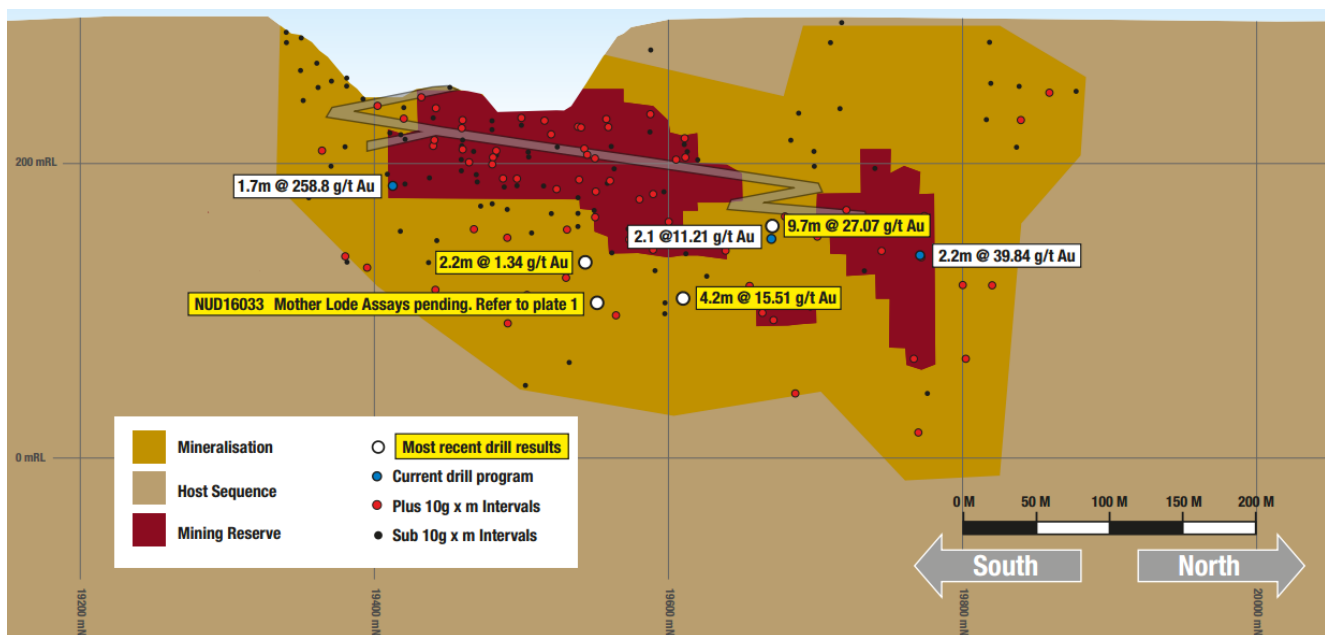 200 mRL
1.7m @ 258.8 g/t Au
2.1 @11.21 g/t Au
9.7m @ 27.07 g/t Au
2.2m @ 1.34 g/t Au
2.2m @ 39.84 g/t Au
NUD16033 Mother Lode Assays pending. Refer to plate 1
4.2m @ 15.51 g/t Au
0 mRL
Mineralisation
Host Sequence
Mining Reserve
Most recent drill results
Current drill program
Plus 10g x m Intervals
Sub 10g x m Intervals
0 M 50 M 100 M 150 M 200 M
South
North
19200 mN
19400 mN
19600 mN
19800 mN
20000 mN